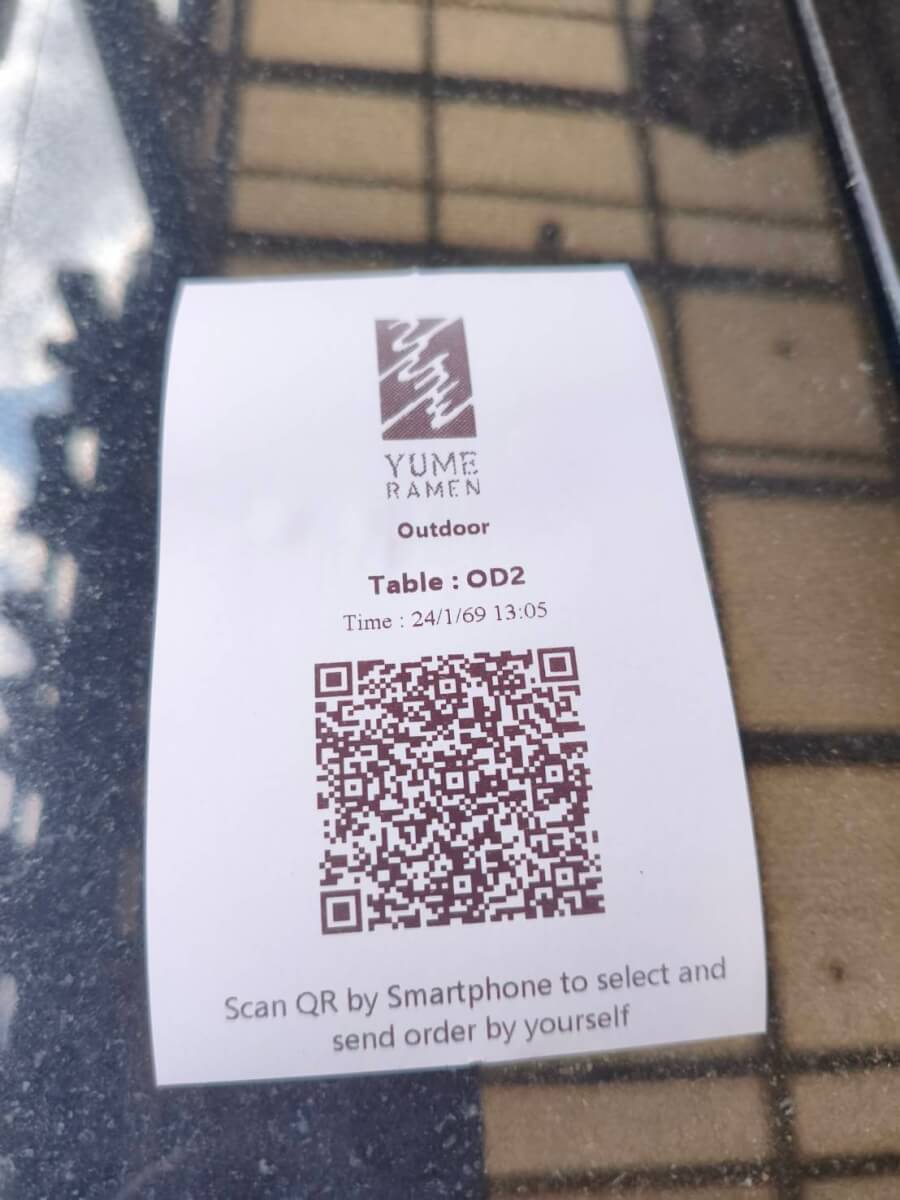 YUME
RAMEN
Outdoor
Table : OD2
Time : 24/1/69 13:05
Scan QR by Smartphone to select and
send order by yourself